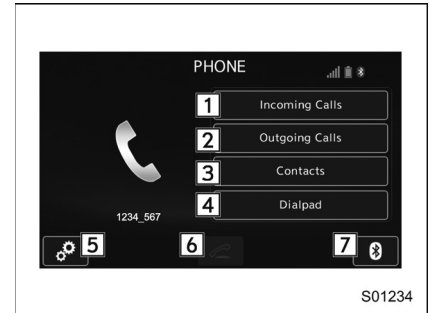 PHONE
1 Incoming Calls
2 Outgoing Calls
3 Contacts
4 Dialpad
1234_567
5 6 7
S01234